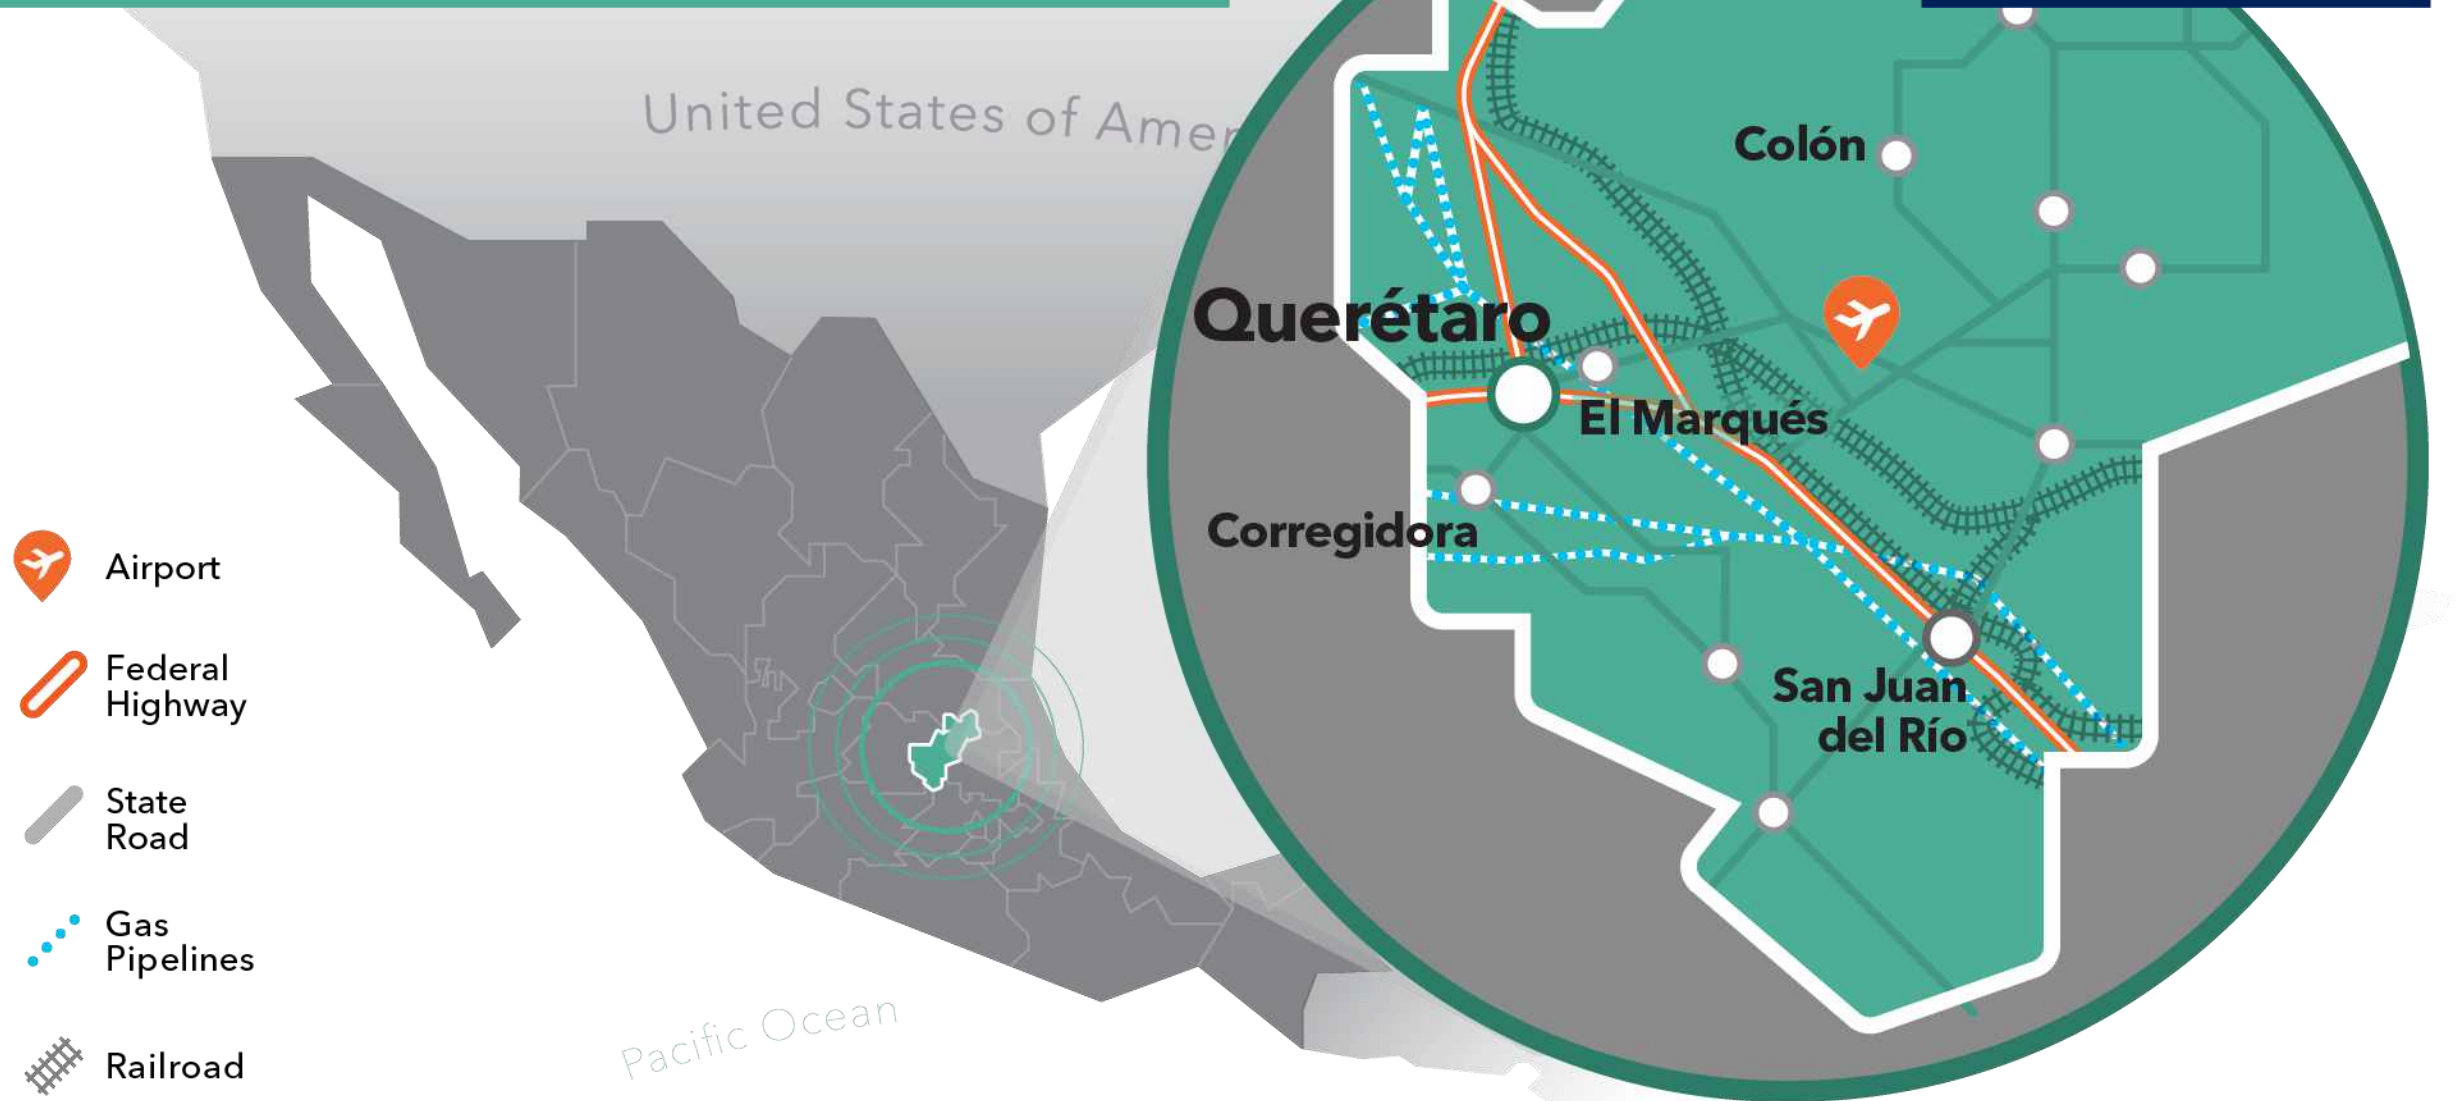 United States of Amer
Colón
Querétaro
El Marqués
Corregidora
San Juan
del Río
Airport
Federal
Highway
State
Road
Gas
Pipelines
Railroad
Pacific Ocean